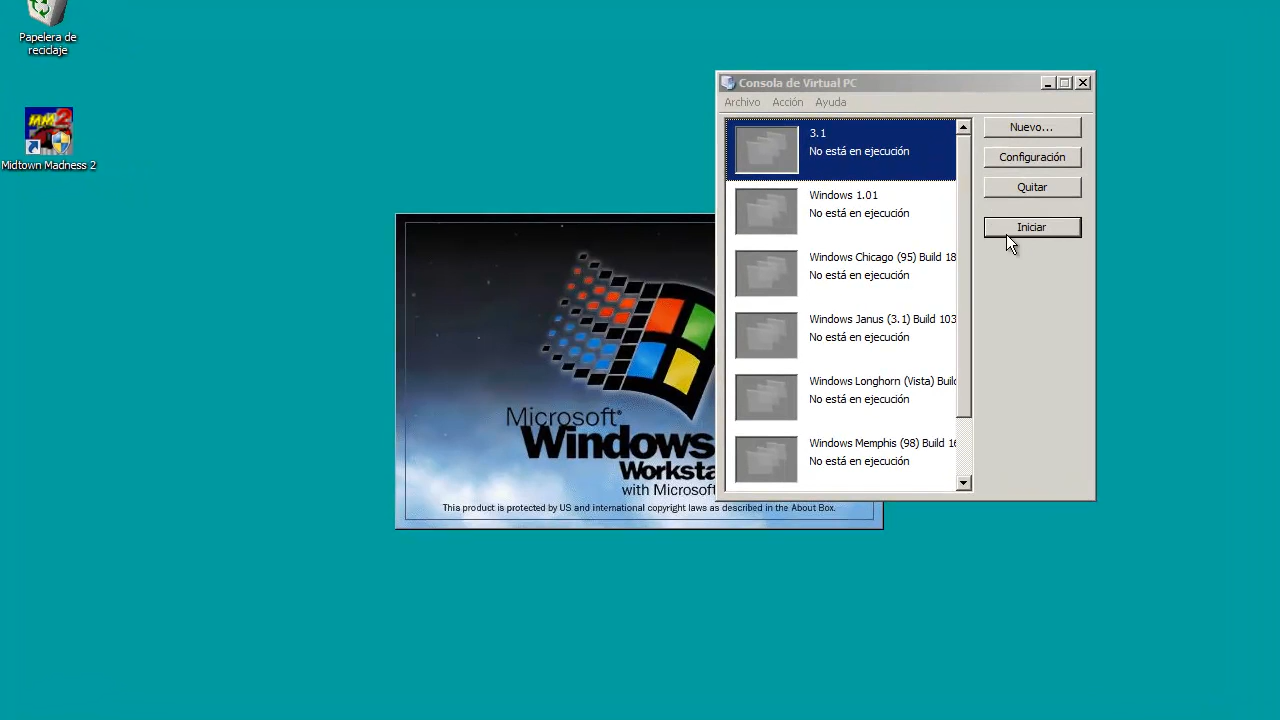 Papelera de
reciclaje
MM2
Midtown Madness 2
Consola de Virtual PC
Archivo Acción Ayuda
3.1
No está en ejecución
Windows 1.01
No está en ejecución
Windows Chicago (95) Build 18
No está en ejecución
Windows Janus (3.1) Build 103
No está en ejecución
Windows Longhorn (Vista) Build
No está en ejecución
Windows Memphis (98) Build 16
No está en ejecución
Nuevo...
Configuración
Quitar
Iniciar
Microsoft®
Windows
Worksta
with Microsoft
This product is protected by US and international copyright laws as described in the About Box.